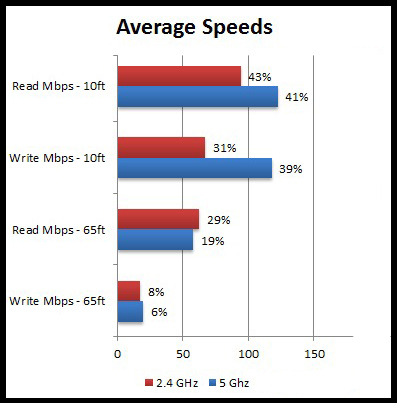 Average Speeds
Read Mbps - 10ft
43%
41%
Write Mbps - 10ft
31%
39%
Read Mbps - 65ft
29%
19%
Write Mbps - 65ft
8%
6%
0 50 100 150
2.4 GHz 5 Ghz